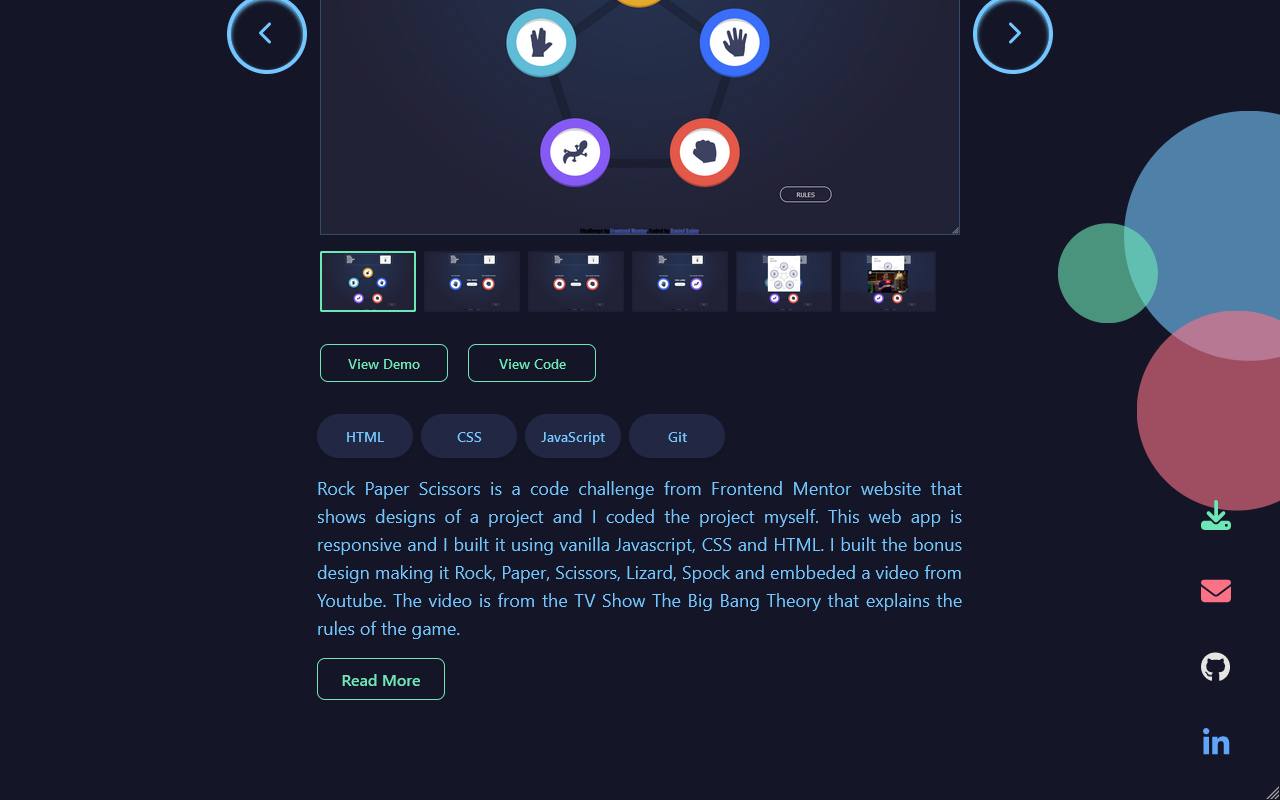 RULES
Challenge by Frontend Mentor. Coded by
View Demo
View Code
HTML
CSS
JavaScript
Git
Rock Paper Scissors is a code challenge from Frontend Mentor website that
shows designs of a project and I coded the project myself. This web app is
responsive and I built it using vanilla Javascript, CSS and HTML. I built the bonus
design making it Rock, Paper, Scissors, Lizard, Spock and embbeded a video from
Youtube. The video is from the TV Show The Big Bang Theory that explains the
rules of the game.
Read More
in